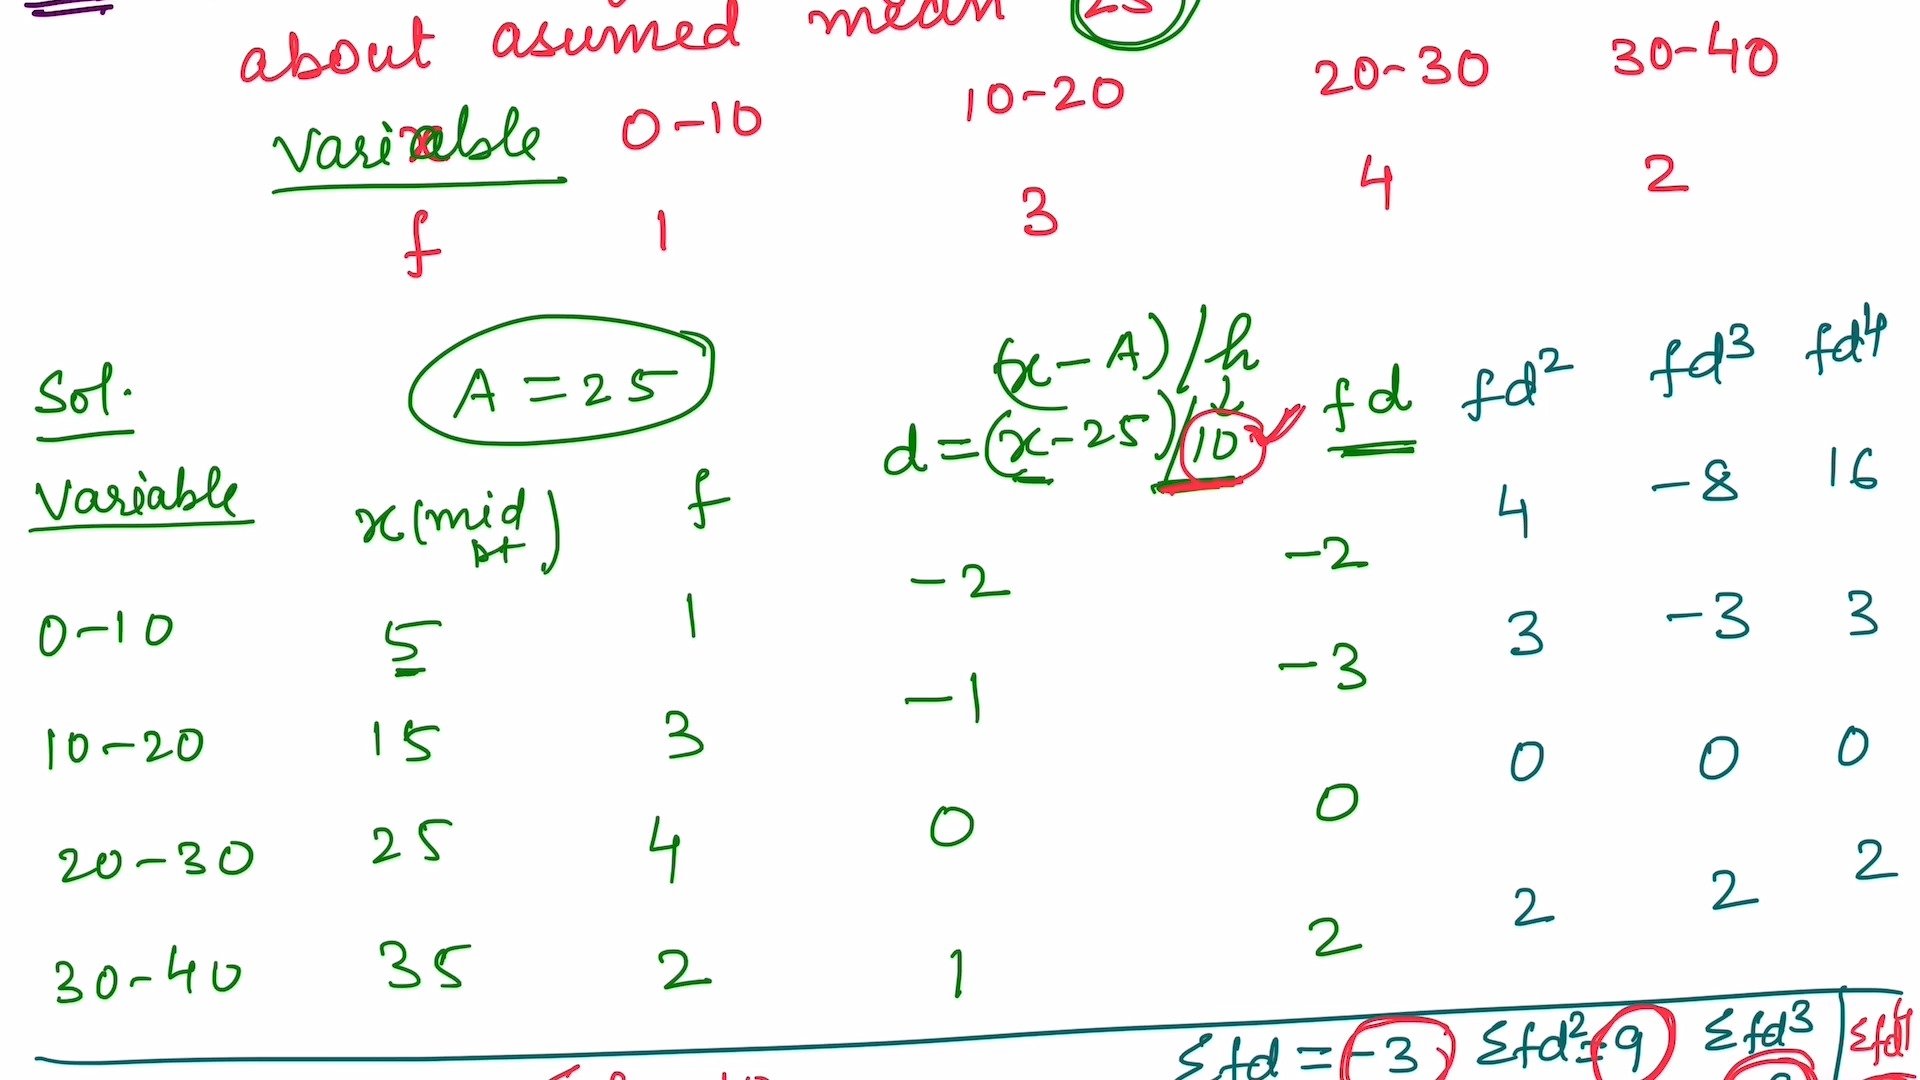 about asumed mean 25
Variable 0-10 10-20 20-30 30-40
f 1 3 4 2
Sol. A = 25
(x - A) / h
d = (x - 25) / 10 fd fd² fd³ fd⁴
Variable x (mid pt) f
0-10 5 1 -2 -2 4 -8 16
10-20 15 3 -1 -3 3 -3 3
20-30 25 4 0 0 0 0 0
30-40 35 2 1 2 2 2 2
Σfd = -3 Σfd² = 9 Σfd³ Σfd⁴